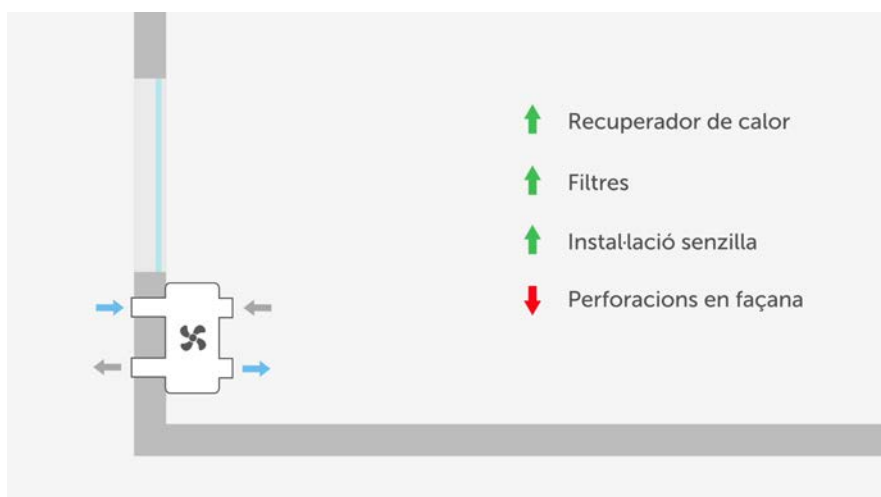 Recuperador de calor
Filtres
Instal·lació senzilla
Perforacions en façana